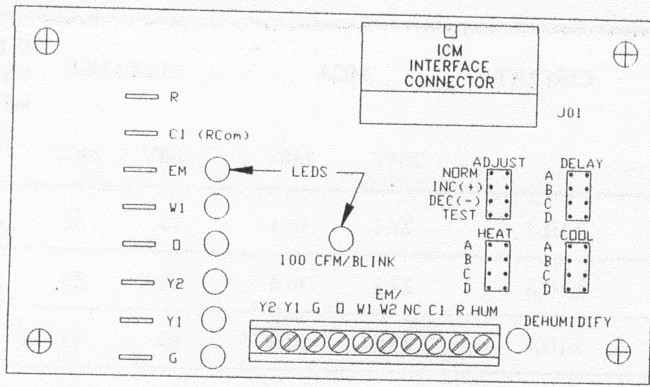 ICM
INTERFACE
CONNECTOR
J01
R
C1 (RCom)
EM
LEDS
W1
O
Y2
Y1
G
100 CFM/BLINK
ADJUST
NORM
INC(+)
DEC(-)
TEST
DELAY
A
B
C
D
HEAT
A
B
C
D
COOL
A
B
C
D
EM/
Y2 Y1 G O W1 W2 NC C1 R HUM
DEHUMIDIFY